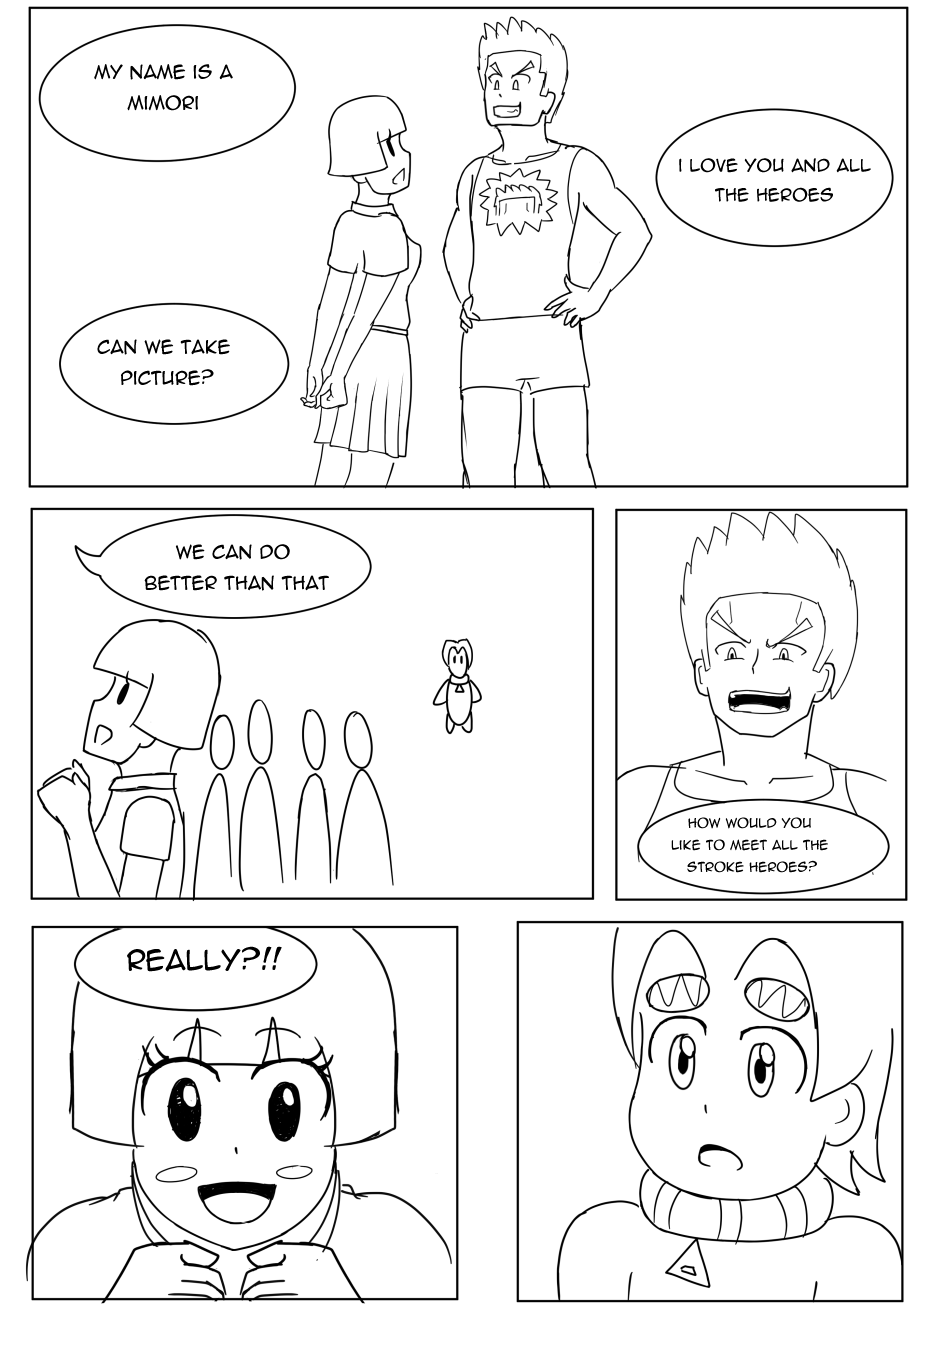 MY NAME IS A
MIMORI
I LOVE YOU AND ALL
THE HEROES
CAN WE TAKE
PICTURE?
WE CAN DO
BETTER THAN THAT
HOW WOULD YOU
LIKE TO MEET ALL THE
STROKE HEROES?
REALLY?!!